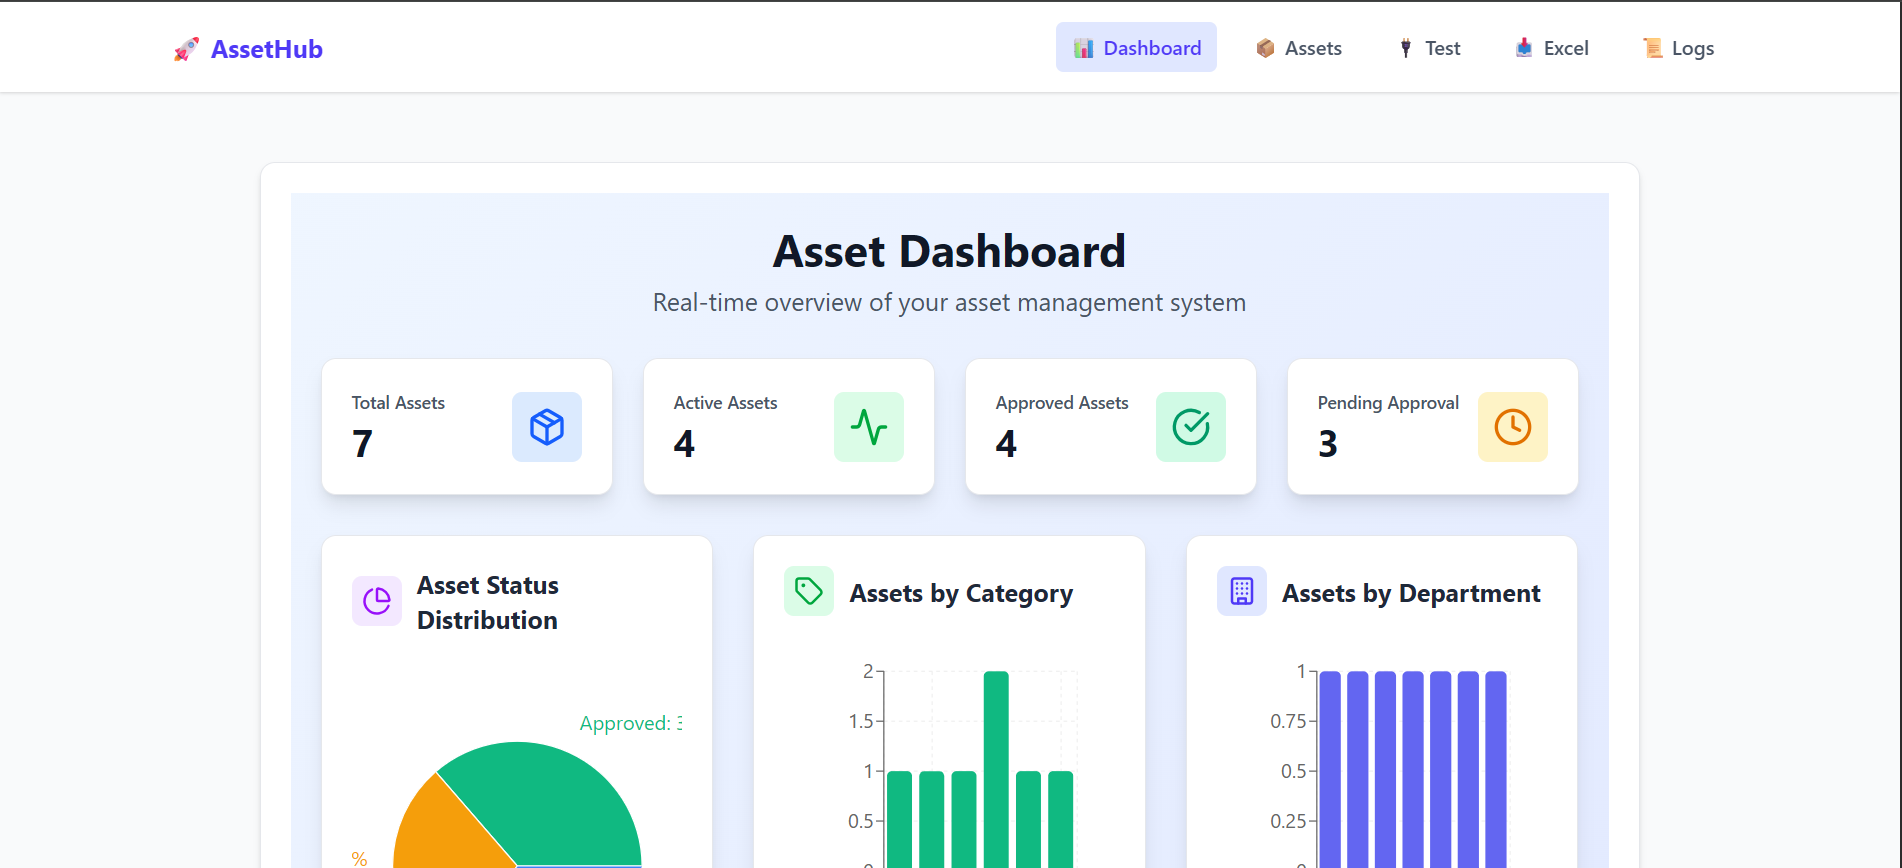 AssetHub
Dashboard
Assets
Test
Excel
Logs
Asset Dashboard
Real-time overview of your asset management system
Total Assets
7
Active Assets
4
Approved Assets
4
Pending Approval
3
Asset Status
Distribution
Approved:
%
Assets by Category
2
1.5
1
0.5
Assets by Department
1
0.75
0.5
0.25